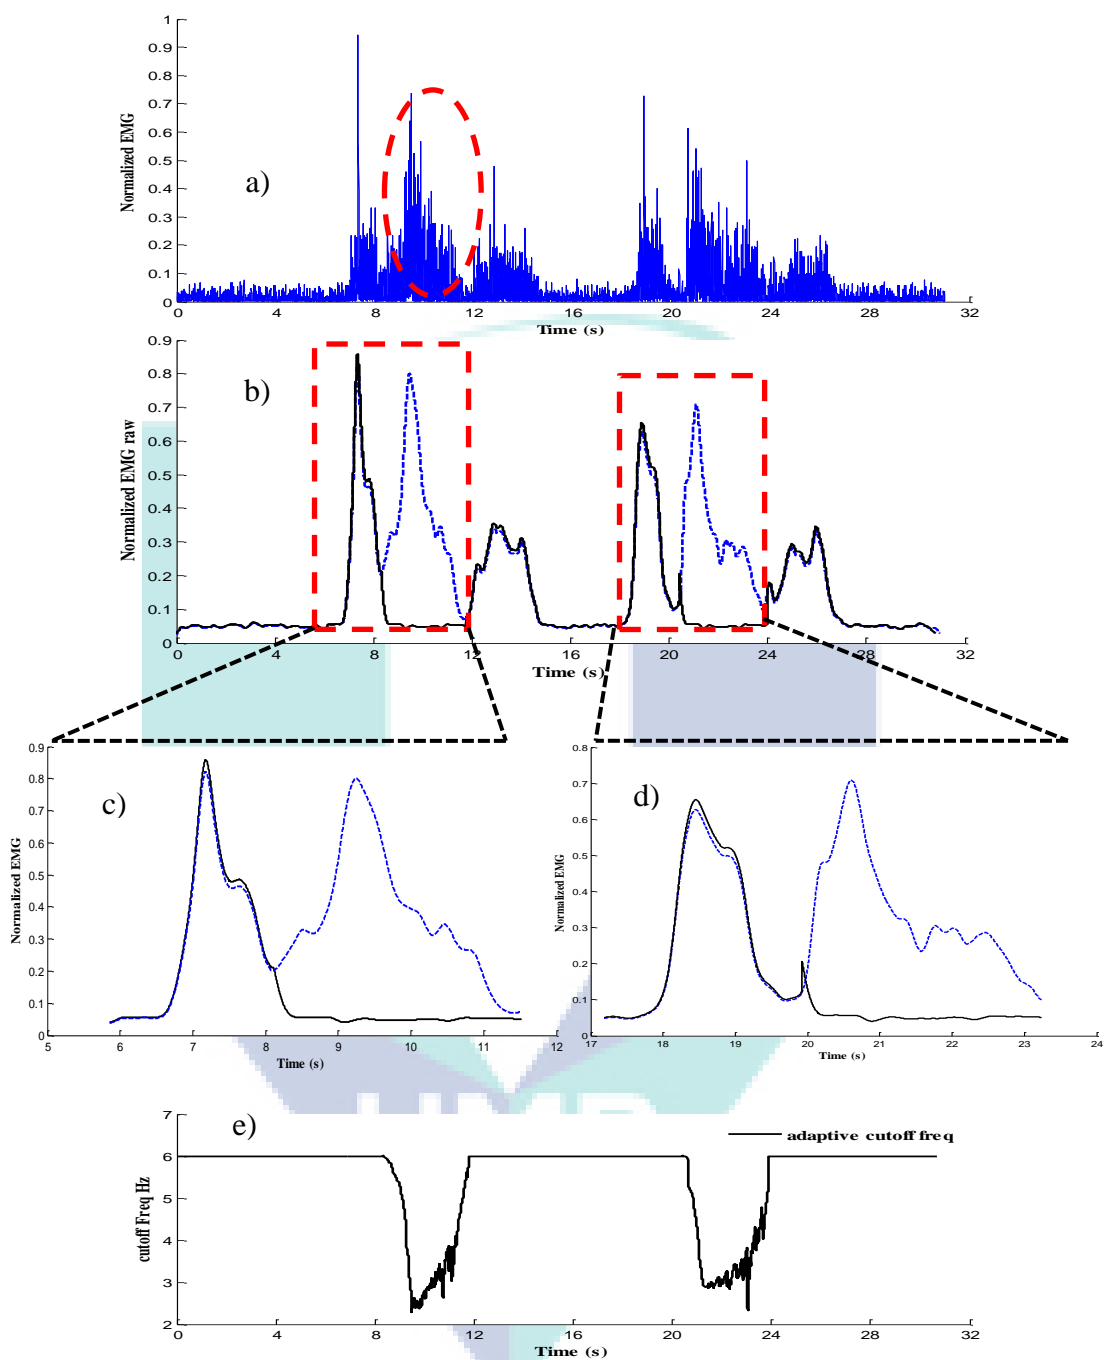 1
0.9
0.8
0.7
0.6
0.5
0.4
0.3
0.2
0.1
0
Normalized EMG
a)
0 4 8 12 16 20 24 28 32
Time (s)
0.9
0.8
0.7
0.6
0.5
0.4
0.3
0.2
0.1
0
Normalized EMG raw
b)
0 4 8 12 16 20 24 28 32
Time (s)
0.9
0.8
0.7
0.6
0.5
0.4
0.3
0.2
0.1
0
Normalized EMG
c)
5 6 7 8 9 10 11 12
Time (s)
0.8
0.7
0.6
0.5
0.4
0.3
0.2
0.1
0
Normalized EMG
d)
17 18 19 20 21 22 23 24
Time (s)
7
6
5
4
3
2
cutoff Freq Hz
e)
adaptive cutoff freq
0 4 8 12 16 20 24 28 32
Time (s)